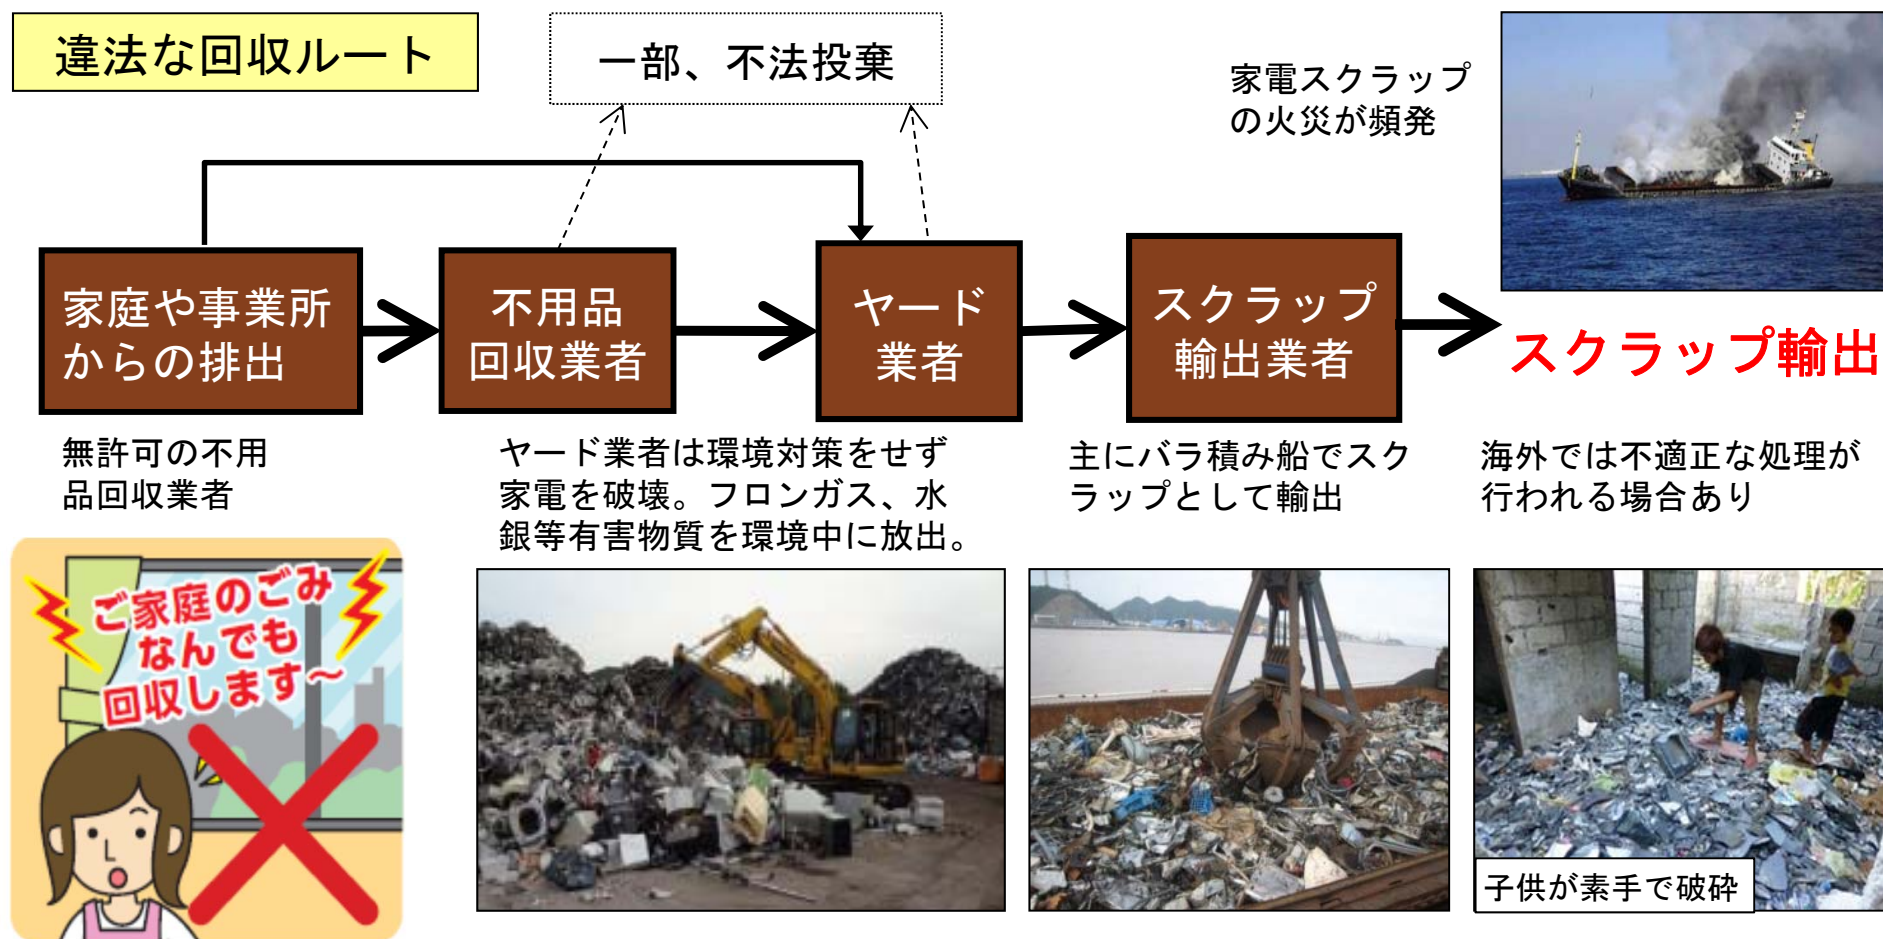 違法な回収ルート
一部、不法投棄
家電スクラップ
の火災が頻発
家庭や事業所
からの排出
不用品
回収業者
ヤード
業者
スクラップ
輸出業者
スクラップ輸出
無許可の不用
品回収業者
ヤード業者は環境対策をせず
家電を破壊。フロンガス、水
銀等有害物質を環境中に放出。
主にバラ積み船でスク
ラップとして輸出
海外では不適正な処理が
行われる場合あり
ご家庭のごみ
なんでも
回収します～
子供が素手で破砕